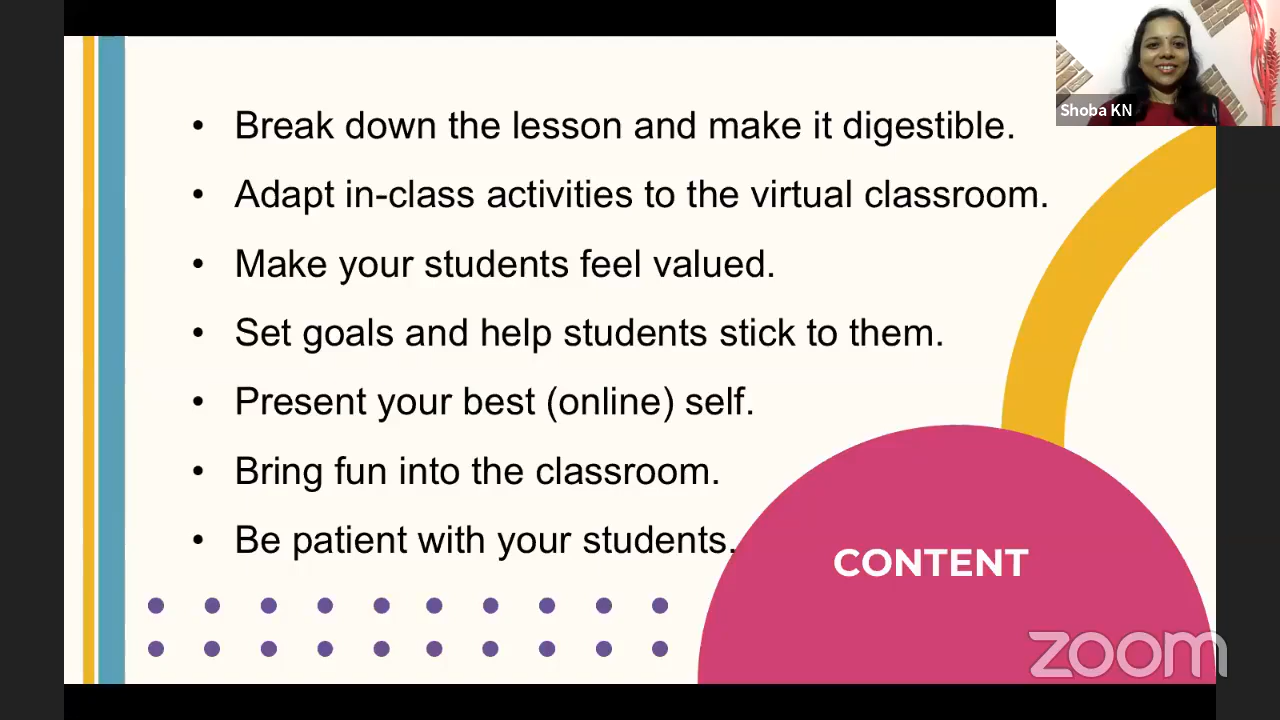 Shoba KN
• Break down the lesson and make it digestible.
• Adapt in-class activities to the virtual classroom.
• Make your students feel valued.
• Set goals and help students stick to them.
• Present your best (online) self.
• Bring fun into the classroom.
• Be patient with your students.
CONTENT
zoom